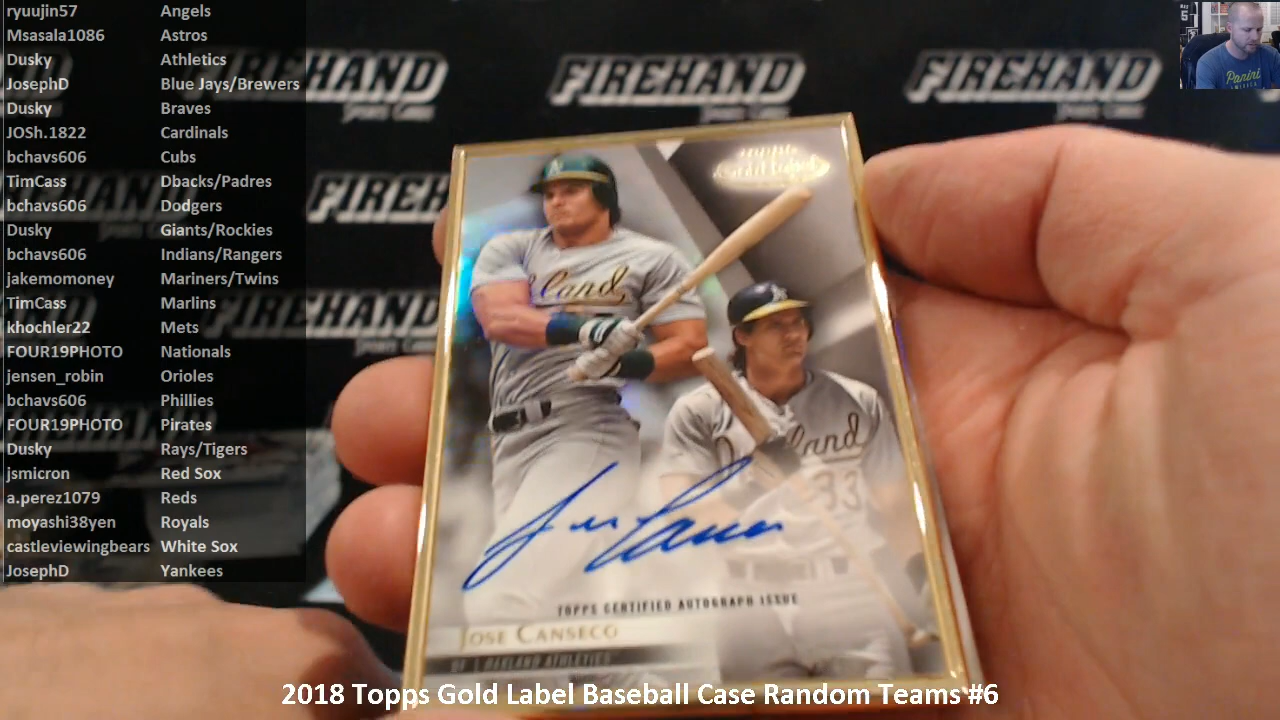 ryuujin57 Angels
Msasala1086 Astros
Dusky Athletics
JosephD Blue Jays/Brewers
Dusky Braves
JOSh.1822 Cardinals
bchavs606 Cubs
TimCass Dbacks/Padres
bchavs606 Dodgers
Dusky Giants/Rockies
bchavs606 Indians/Rangers
jakemomoney Mariners/Twins
TimCass Marlins
khochler22 Mets
FOUR19PHOTO Nationals
jensen_robin Orioles
bchavs606 Phillies
FOUR19PHOTO Pirates
Dusky Rays/Tigers
jsmicron Red Sox
a.perez1079 Reds
moyashi38yen Royals
castleviewingbears White Sox
JosephD Yankees
FIREHAND FIREHAND FIREHAND
SPORTS CARDS
FIREHAND
FIREHAND
Panini
AMERICA
33
TOPPS CERTIFIED AUTOGRAPH ISSUE
JOSE CANSECO
OAKLAND ATHLETICS
2018 Topps Gold Label Baseball Case Random Teams #6